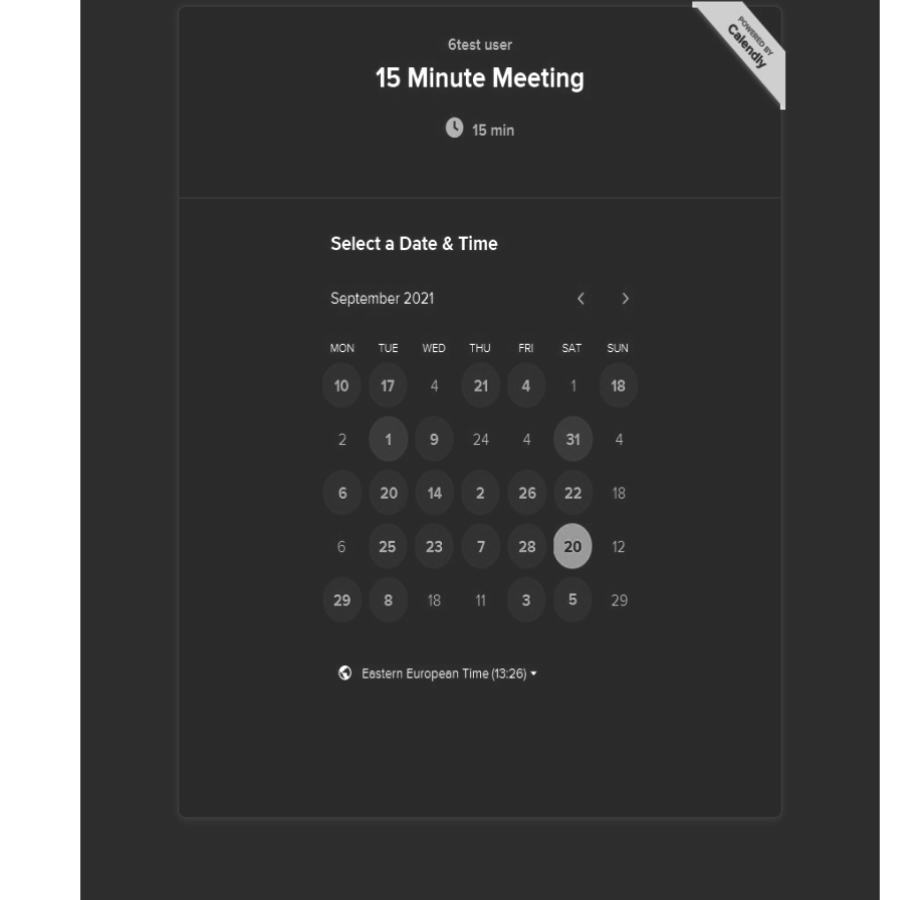 POWERED BY
Calendly
6test user
15 Minute Meeting
15 min
Select a Date & Time
September 2021
MON TUE WED THU FRI SAT SUN
10 17 4 21 4 1 18
2 1 9 24 4 31 4
6 20 14 2 26 22 18
6 25 23 7 28 20 12
29 8 18 11 3 5 29
Eastern European Time (13:26)